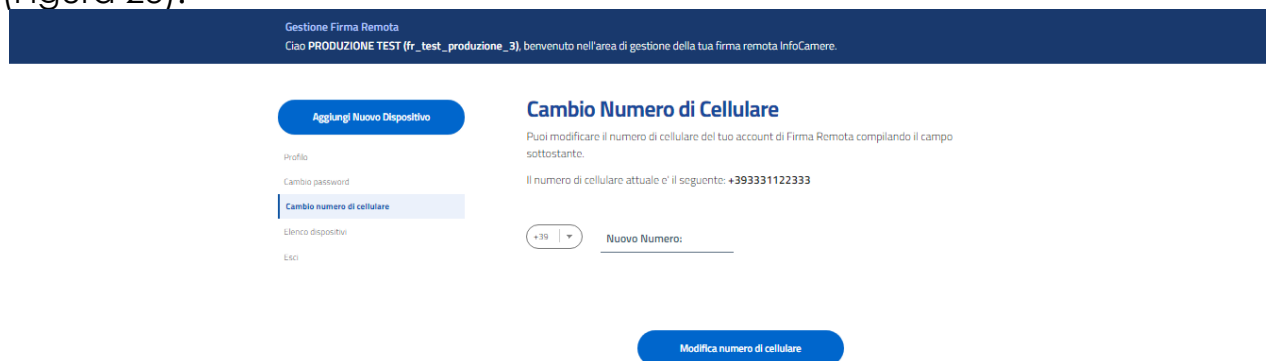 (Figura 25).
Gestione Firma Remota
Ciao PRODUZIONE TEST (fr_test_produzione_3), benvenuto nell'area di gestione della tua firma remota InfoCamere.
Aggiungi Nuovo Dispositivo
Profilo
Cambio password
Cambio numero di cellulare
Elenco dispositivi
Esci
Cambio Numero di Cellulare
Puoi modificare il numero di cellulare del tuo account di Firma Remota compilando il campo
sottostante.
Il numero di cellulare attuale e' il seguente: +393331122333
+39
Nuovo Numero:
Modifica numero di cellulare